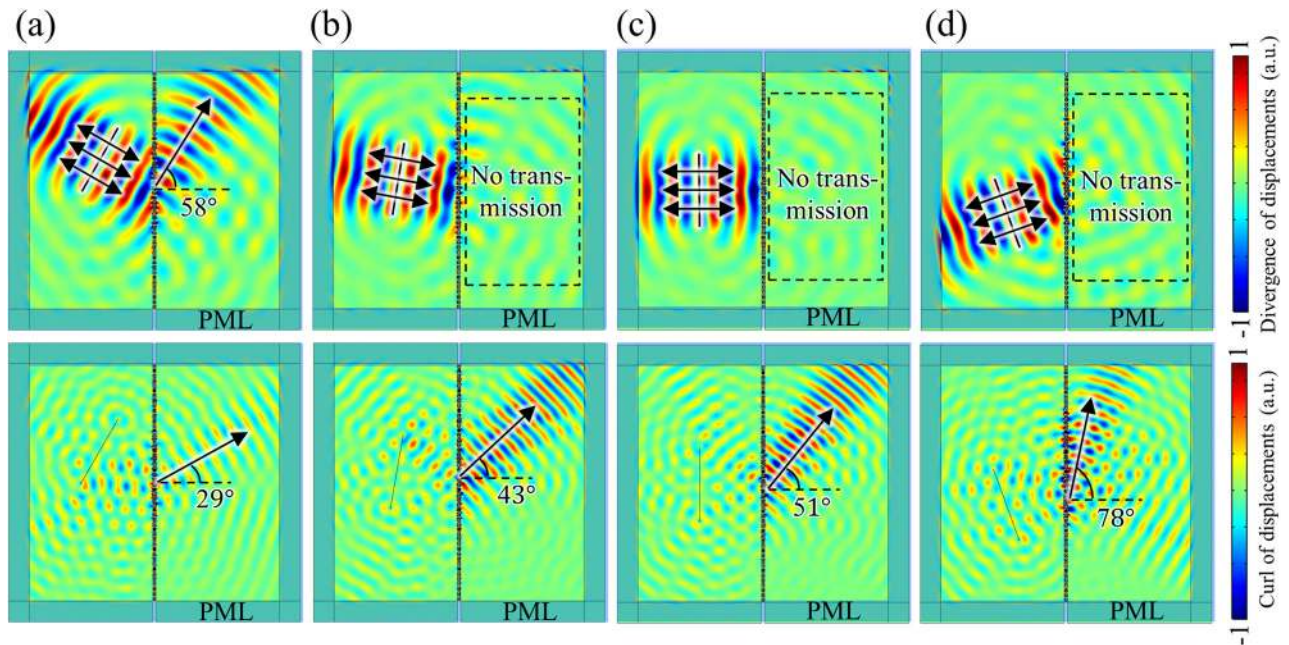 (a)
(b)
(c)
(d)
58°
No trans-
mission
No trans-
mission
No trans-
mission
PML
PML
PML
PML
1
-1
Divergence of displacements (a.u.)
29°
43°
51°
78°
PML
PML
PML
PML
1
-1
Curl of displacements (a.u.)